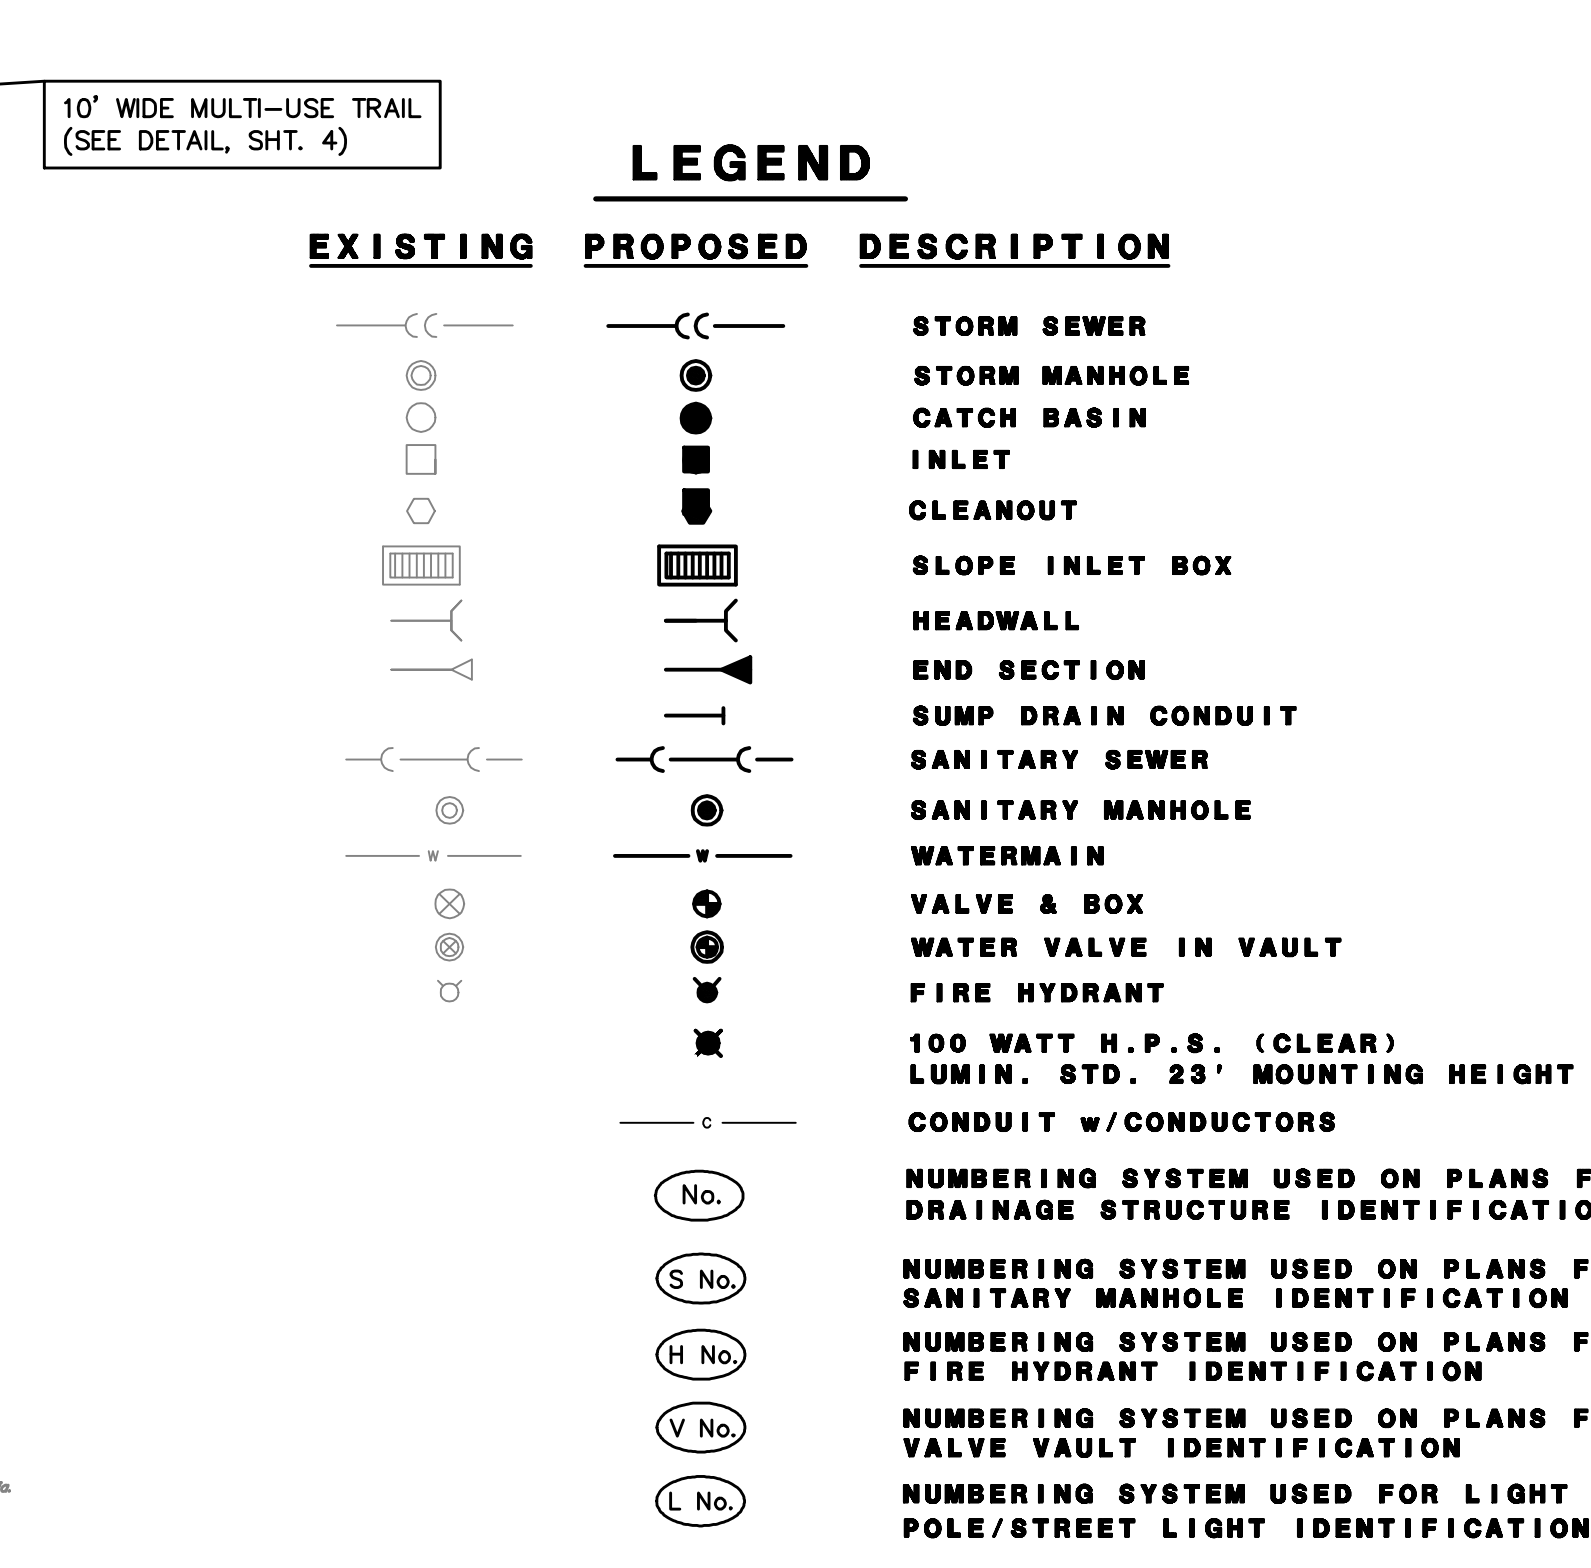 10' WIDE MULTI-USE TRAIL
(SEE DETAIL, SHT. 4)
LEGEND
EXISTING PROPOSED DESCRIPTION
STORM SEWER
STORM MANHOLE
CATCH BASIN
INLET
CLEANOUT
SLOPE INLET BOX
HEADWALL
END SECTION
SUMP DRAIN CONDUIT
SANITARY SEWER
SANITARY MANHOLE
W W WATERMAIN
VALVE & BOX
WATER VALVE IN VAULT
FIRE HYDRANT
100 WATT H.P.S. (CLEAR)
LUMIN. STD. 23' MOUNTING HEIGHT
C CONDUIT w/CONDUCTORS
No. NUMBERING SYSTEM USED ON PLANS
DRAINAGE STRUCTURE
S No. NUMBERING SYSTEM USED ON PLANS
SANITARY MANHOLE IDENTIFICATION
H No. NUMBERING SYSTEM USED ON PLANS
FIRE HYDRANT IDENTIFICATION
V No. NUMBERING SYSTEM USED ON PLANS
VALVE VAULT IDENTIFICATION
L No. NUMBERING SYSTEM USED FOR LIGHT
POLE/STREET LIGHT IDENTIFICATION